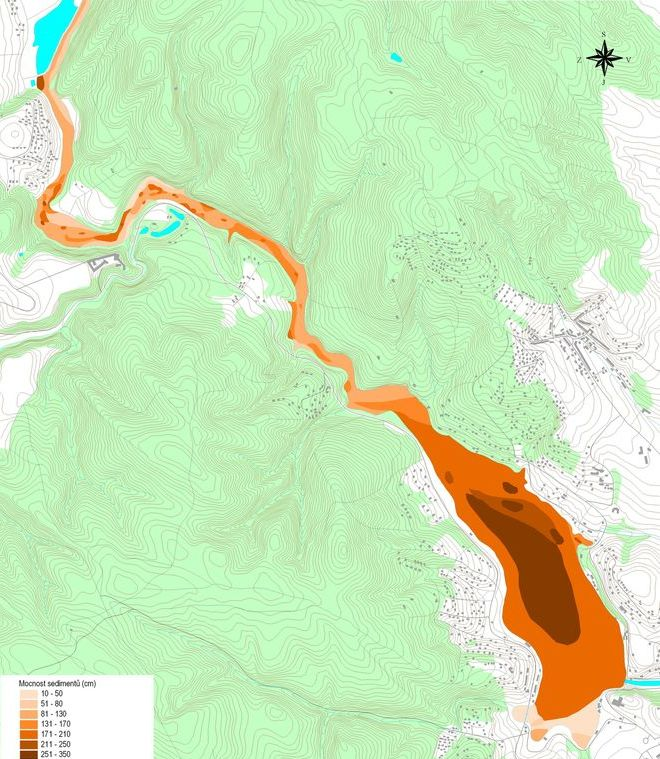 S
Z V
J
Mocnost sedimentů (cm)
10 - 50
51 - 80
81 - 130
131 - 170
171 - 210
211 - 250
251 - 350